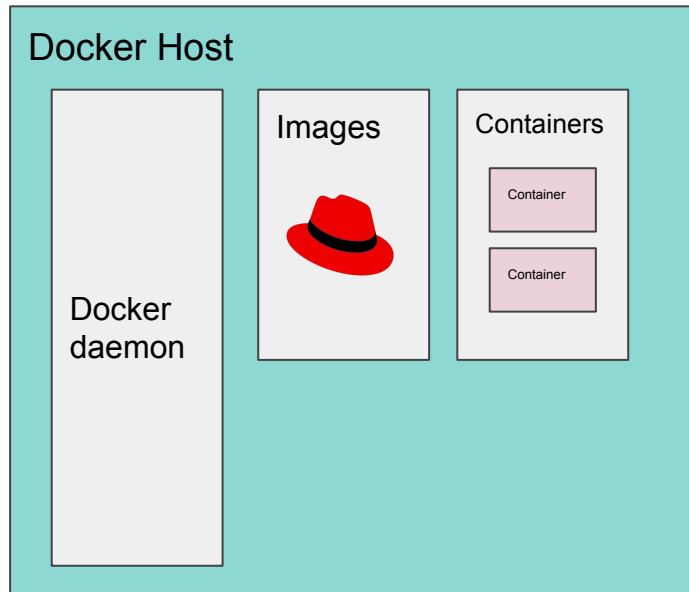 Docker Host
Images
Containers
Container
Container
Docker
daemon